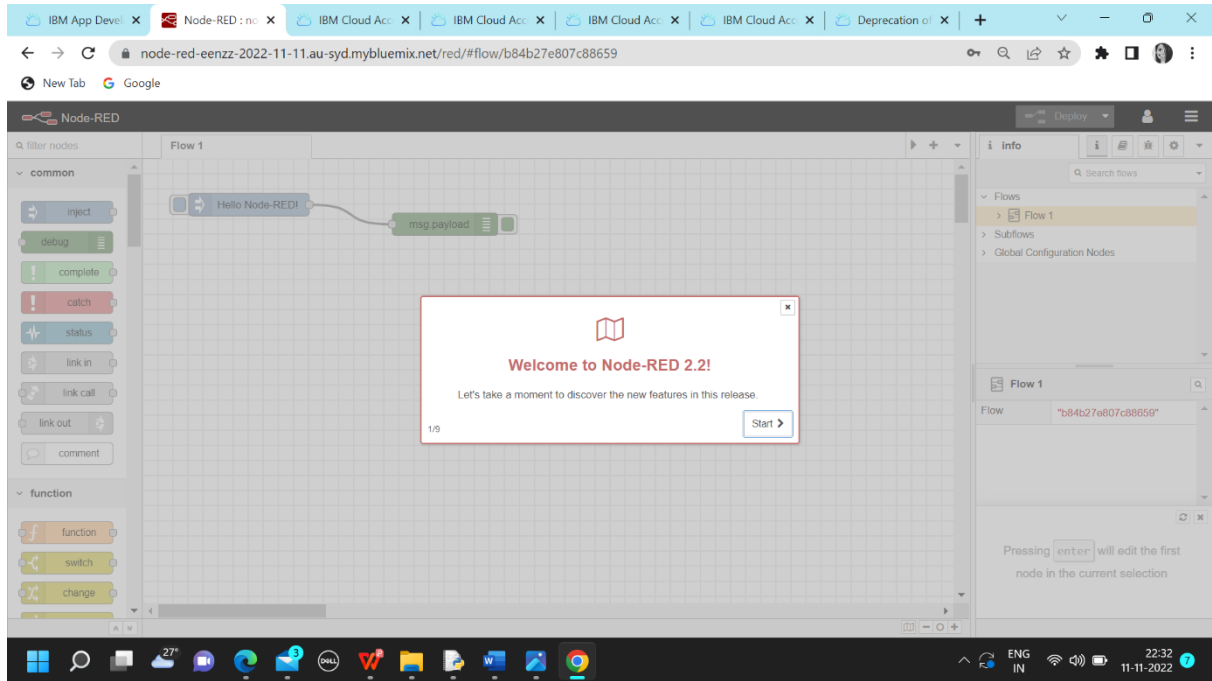 IBM App Devel
Node-RED : no
IBM Cloud Acc
IBM Cloud Acc
IBM Cloud Acc
IBM Cloud Acc
Deprecation of
node-red-eenzz-2022-11-11.au-syd.mybluemix.net/red/#flow/b84b27e807c88659
New Tab
Google
Node-RED
Deploy
filter nodes
Flow 1
info
i
Search flows
common
inject
debug
complete
catch
status
link in
link call
link out
comment
function
function
switch
change
Hello Node-RED!
msg.payload
Welcome to Node-RED 2.2!
Let's take a moment to discover the new features in this release.
1/9
Start
Flows
Flow 1
Subflows
Global Configuration Nodes
Flow 1
Flow "b84b27e807c88659"
Pressing enter will edit the first
node in the current selection
27°
3
DELL
W
ENG
IN
22:32
11-11-2022
7